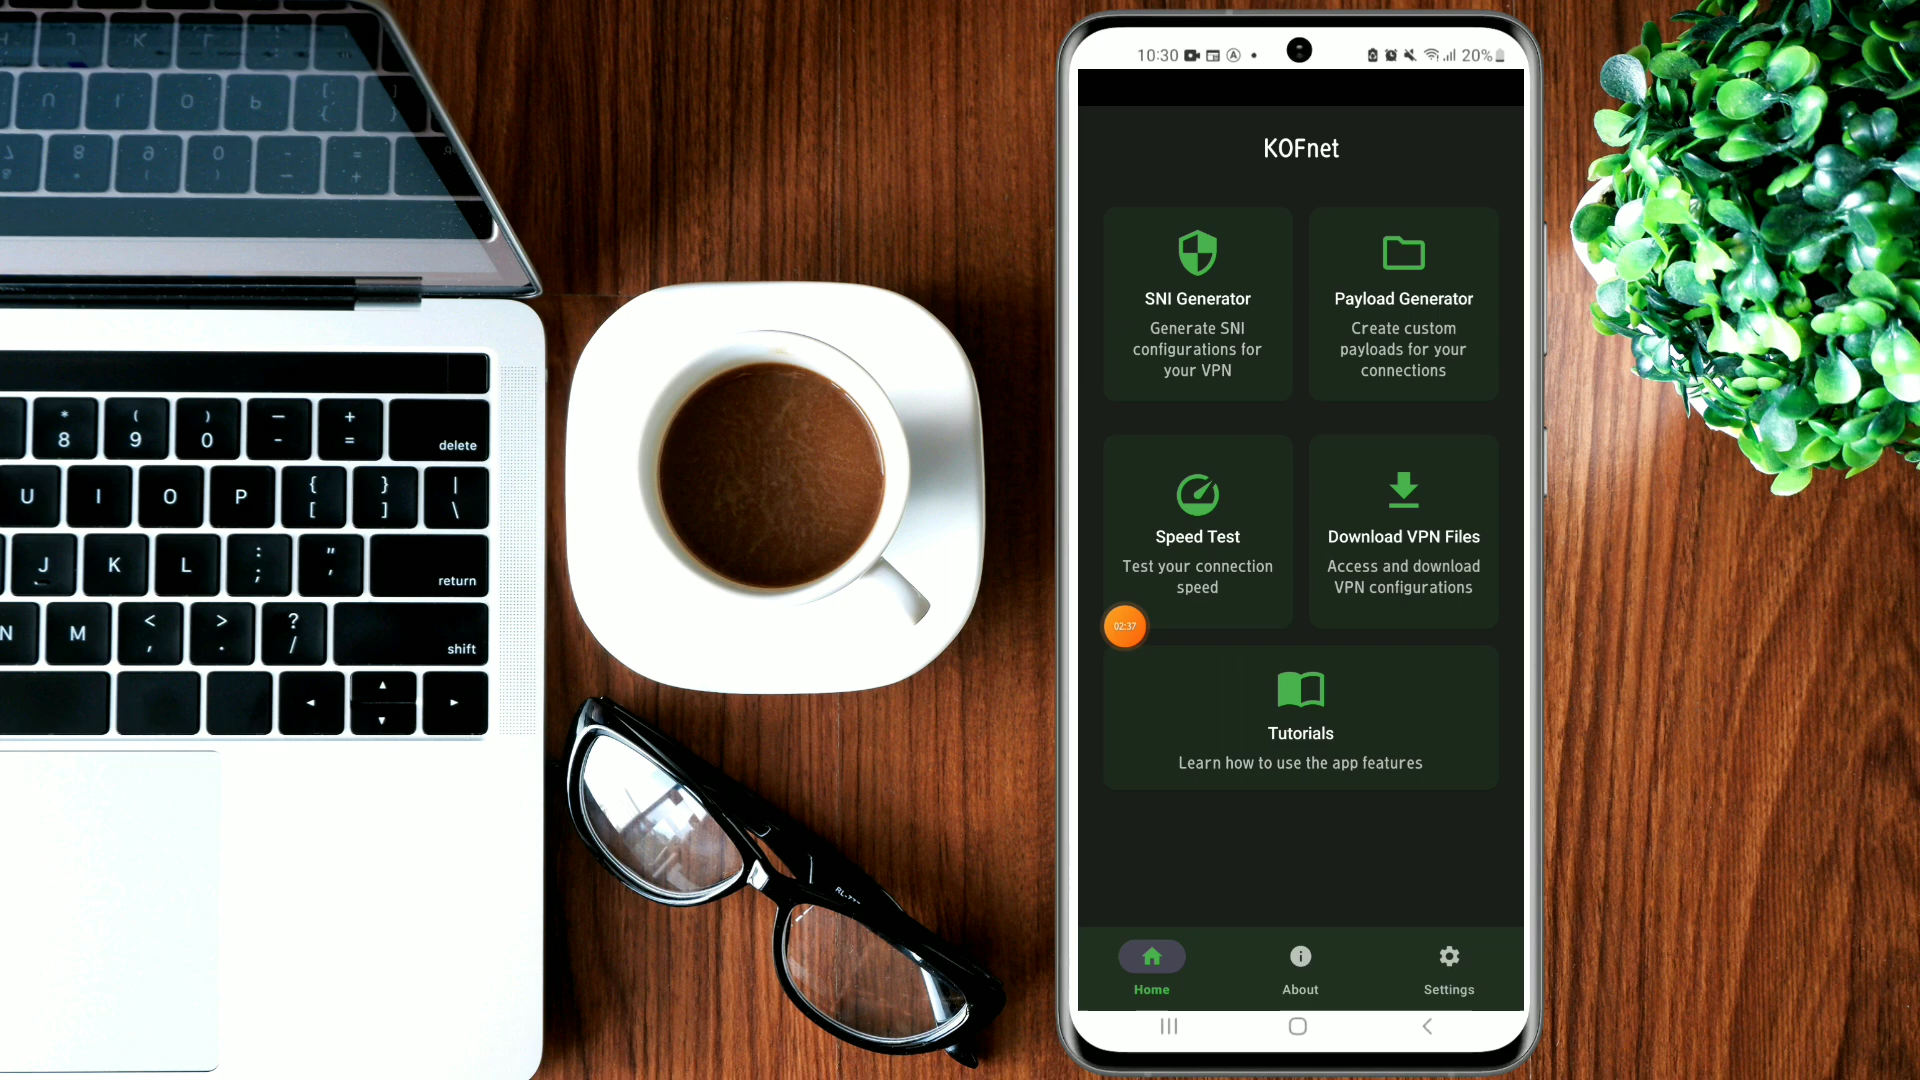 10:30
20%
KOFnet
SNI Generator
Generate SNI
configurations for
your VPN
Payload Generator
Create custom
payloads for your
connections
Speed Test
Test your connection
speed
Download VPN Files
Access and download
VPN configurations
02:37
Tutorials
Learn how to use the app features
Home
About
Settings
* ( ) — +
8 9 0 - = delete
U I O P { [ } ] | \
J K L : ; " , return
N M < , > . ? / shift